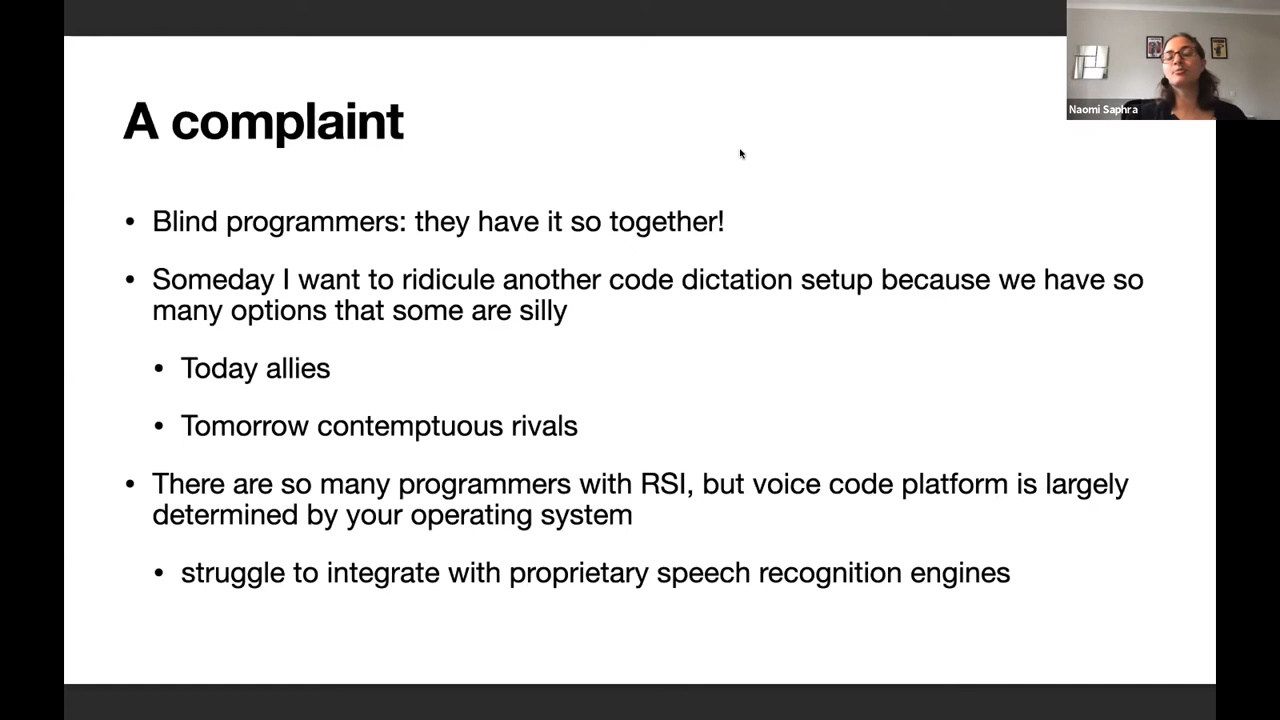 A complaint
Naomi Saphra
• Blind programmers: they have it so together!
• Someday I want to ridicule another code dictation setup because we have so
many options that some are silly
• Today allies
• Tomorrow contemptuous rivals
• There are so many programmers with RSI, but voice code platform is largely
determined by your operating system
• struggle to integrate with proprietary speech recognition engines